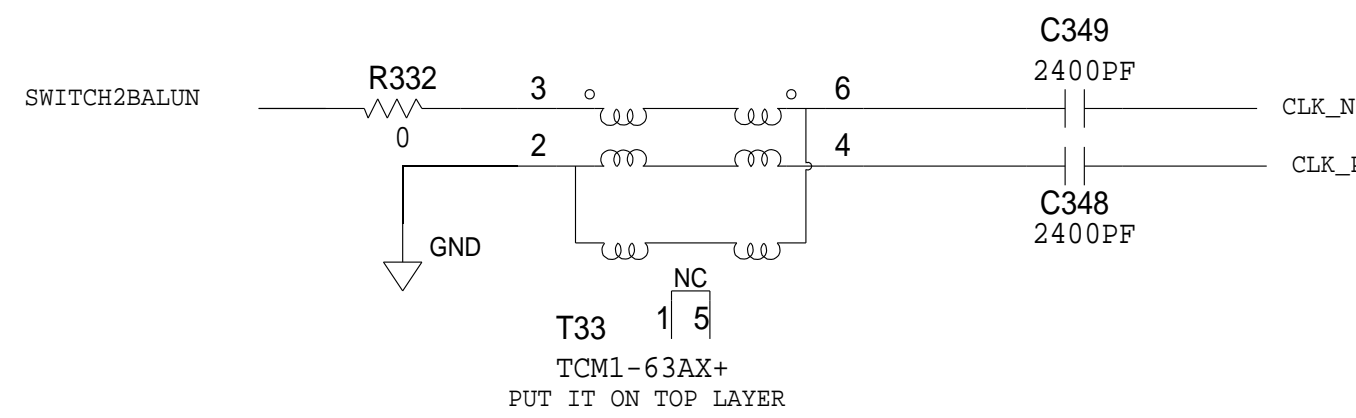 C349
2400PF
SWITCH2BALUN
R332
0
3
6
CLK_N
2
4
CLK_P
C348
2400PF
GND
NC
1 5
T33
TCM1-63AX+
PUT IT ON TOP LAYER